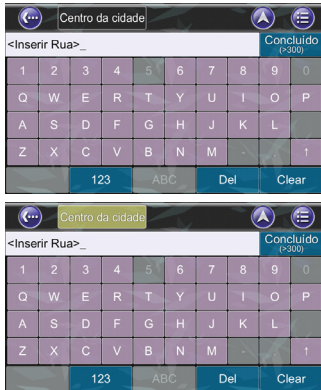 Centro da cidade
<Inserir Rua>_ Concluído
(>300)
1 2 3 4 5 6 7 8 9 0
Q W E R T Y U I O P
A S D F G H J K L
Z X C V B N M - ↑
123 ABC Del Clear
Centro da cidade
<Inserir Rua>_ Concluído
(>300)
1 2 3 4 5 6 7 8 9 0
Q W E R T Y U I O P
A S D F G H J K L
Z X C V B N M - ↑
123 ABC Del Clear